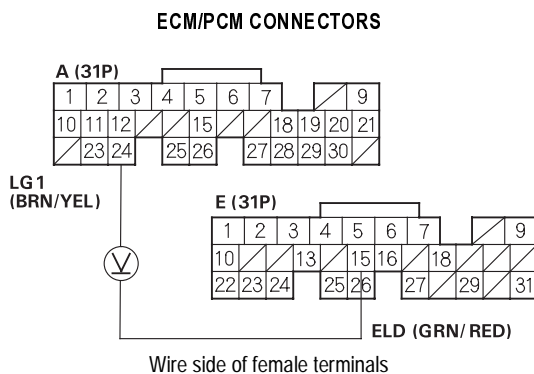 ECM/PCM CONNECTORS
A (31P)
1 2 3 4 5 6 7 9
10 11 12 15 18 19 20 21
23 24 25 26 27 28 29 30
LG1
(BRN/YEL)
V
E (31P)
1 2 3 4 5 6 7 9
10 13 15 16 18
22 23 24 25 26 27 29 31
ELD (GRN/ RED)
Wire side of female terminals